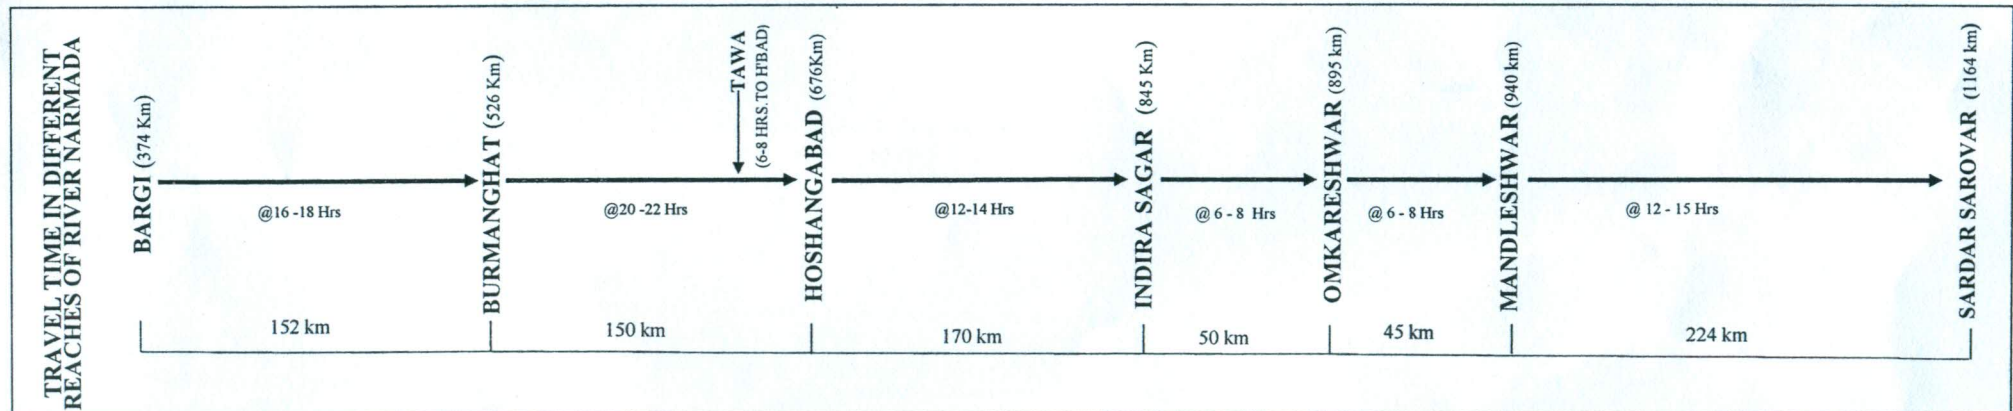 TRAVEL TIME IN DIFFERENT
REACHES OF RIVER NARMADA
BARGI (374 Km)
@16 -18 Hrs
152 km
BURMANGHAT (526 Km)
@20 -22 Hrs
150 km
TAWA
(6-8 HRS.TO H'BAD)
HOSHANGABAD (676Km)
@12-14 Hrs
170 km
INDIRA SAGAR (845 Km)
@ 6 - 8 Hrs
50 km
OMKARESHWAR (895 km)
@ 6 - 8 Hrs
45 km
MANDLESHWAR (940 km)
@ 12 - 15 Hrs
224 km
SARDAR SAROVAR (1164 km)